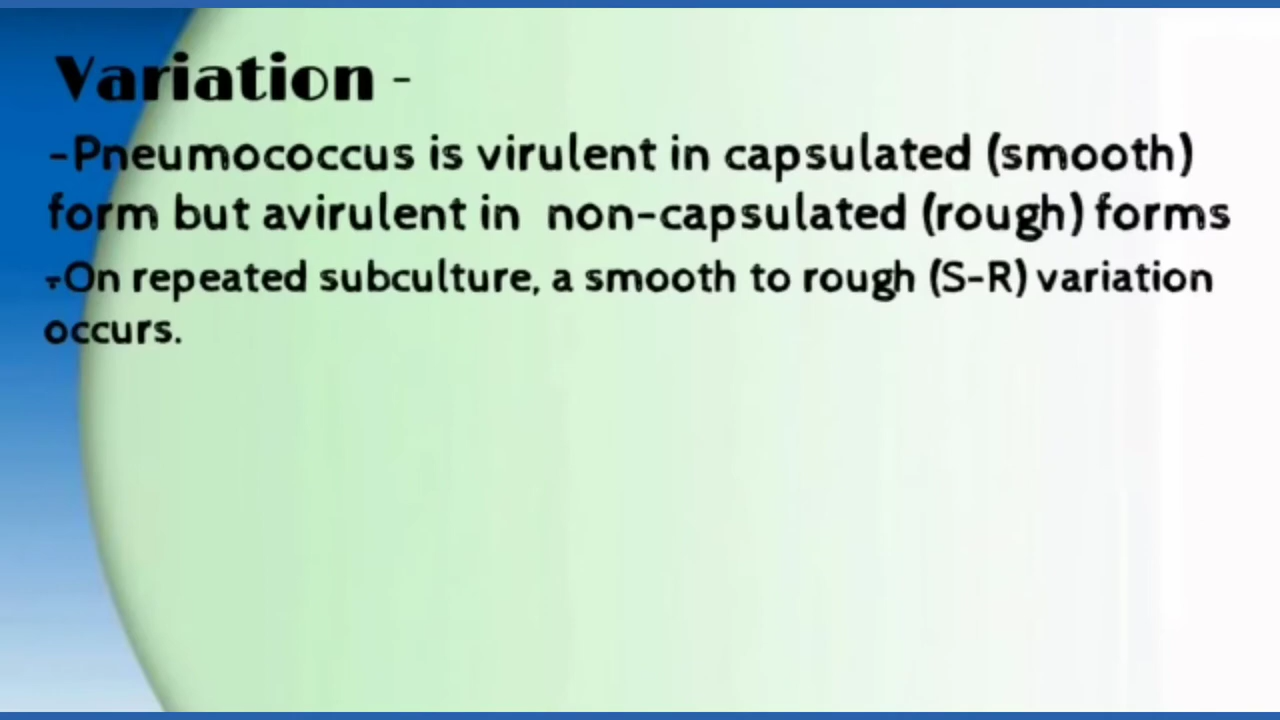 Variation -
-Pneumococcus is virulent in capsulated (smooth)
form but avirulent in non-capsulated (rough) forms
-On repeated subculture, a smooth to rough (S-R) variation
occurs.